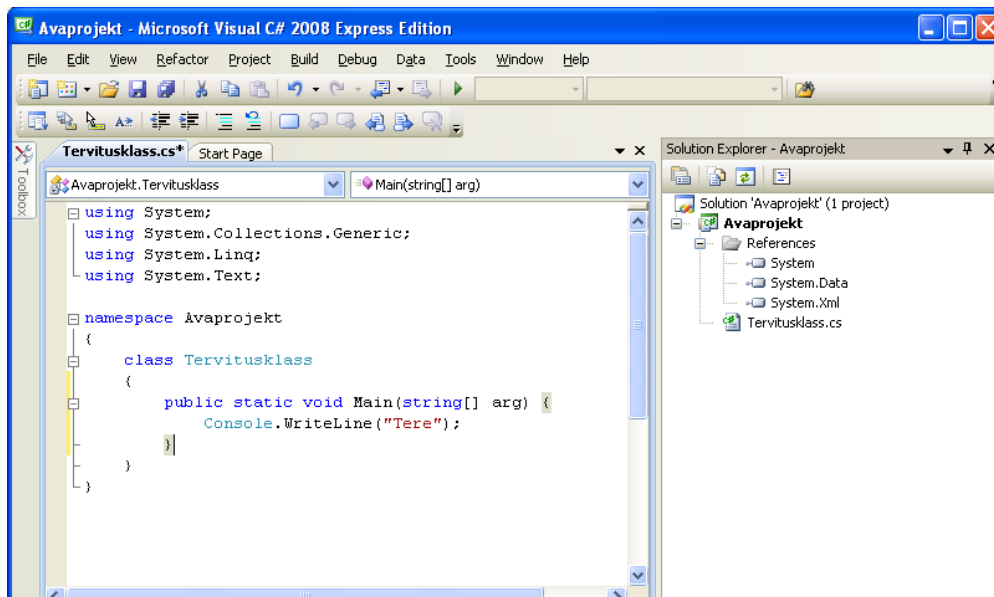 Avaprojekt - Microsoft Visual C# 2008 Express Edition
File Edit View Refactor Project Build Debug Data Tools Window Help
Tervitusklass.cs* Start Page
Toolbox
Avaprojekt.Tervitusklass Main(string[] arg)
using System;
using System.Collections.Generic;
using System.Linq;
using System.Text;
namespace Avaprojekt
{
class Tervitusklass
{
public static void Main(string[] arg) {
Console.WriteLine("Tere");
}
}
}
Solution Explorer - Avaprojekt
Solution 'Avaprojekt' (1 project)
Avaprojekt
References
System
System.Data
System.Xml
Tervitusklass.cs